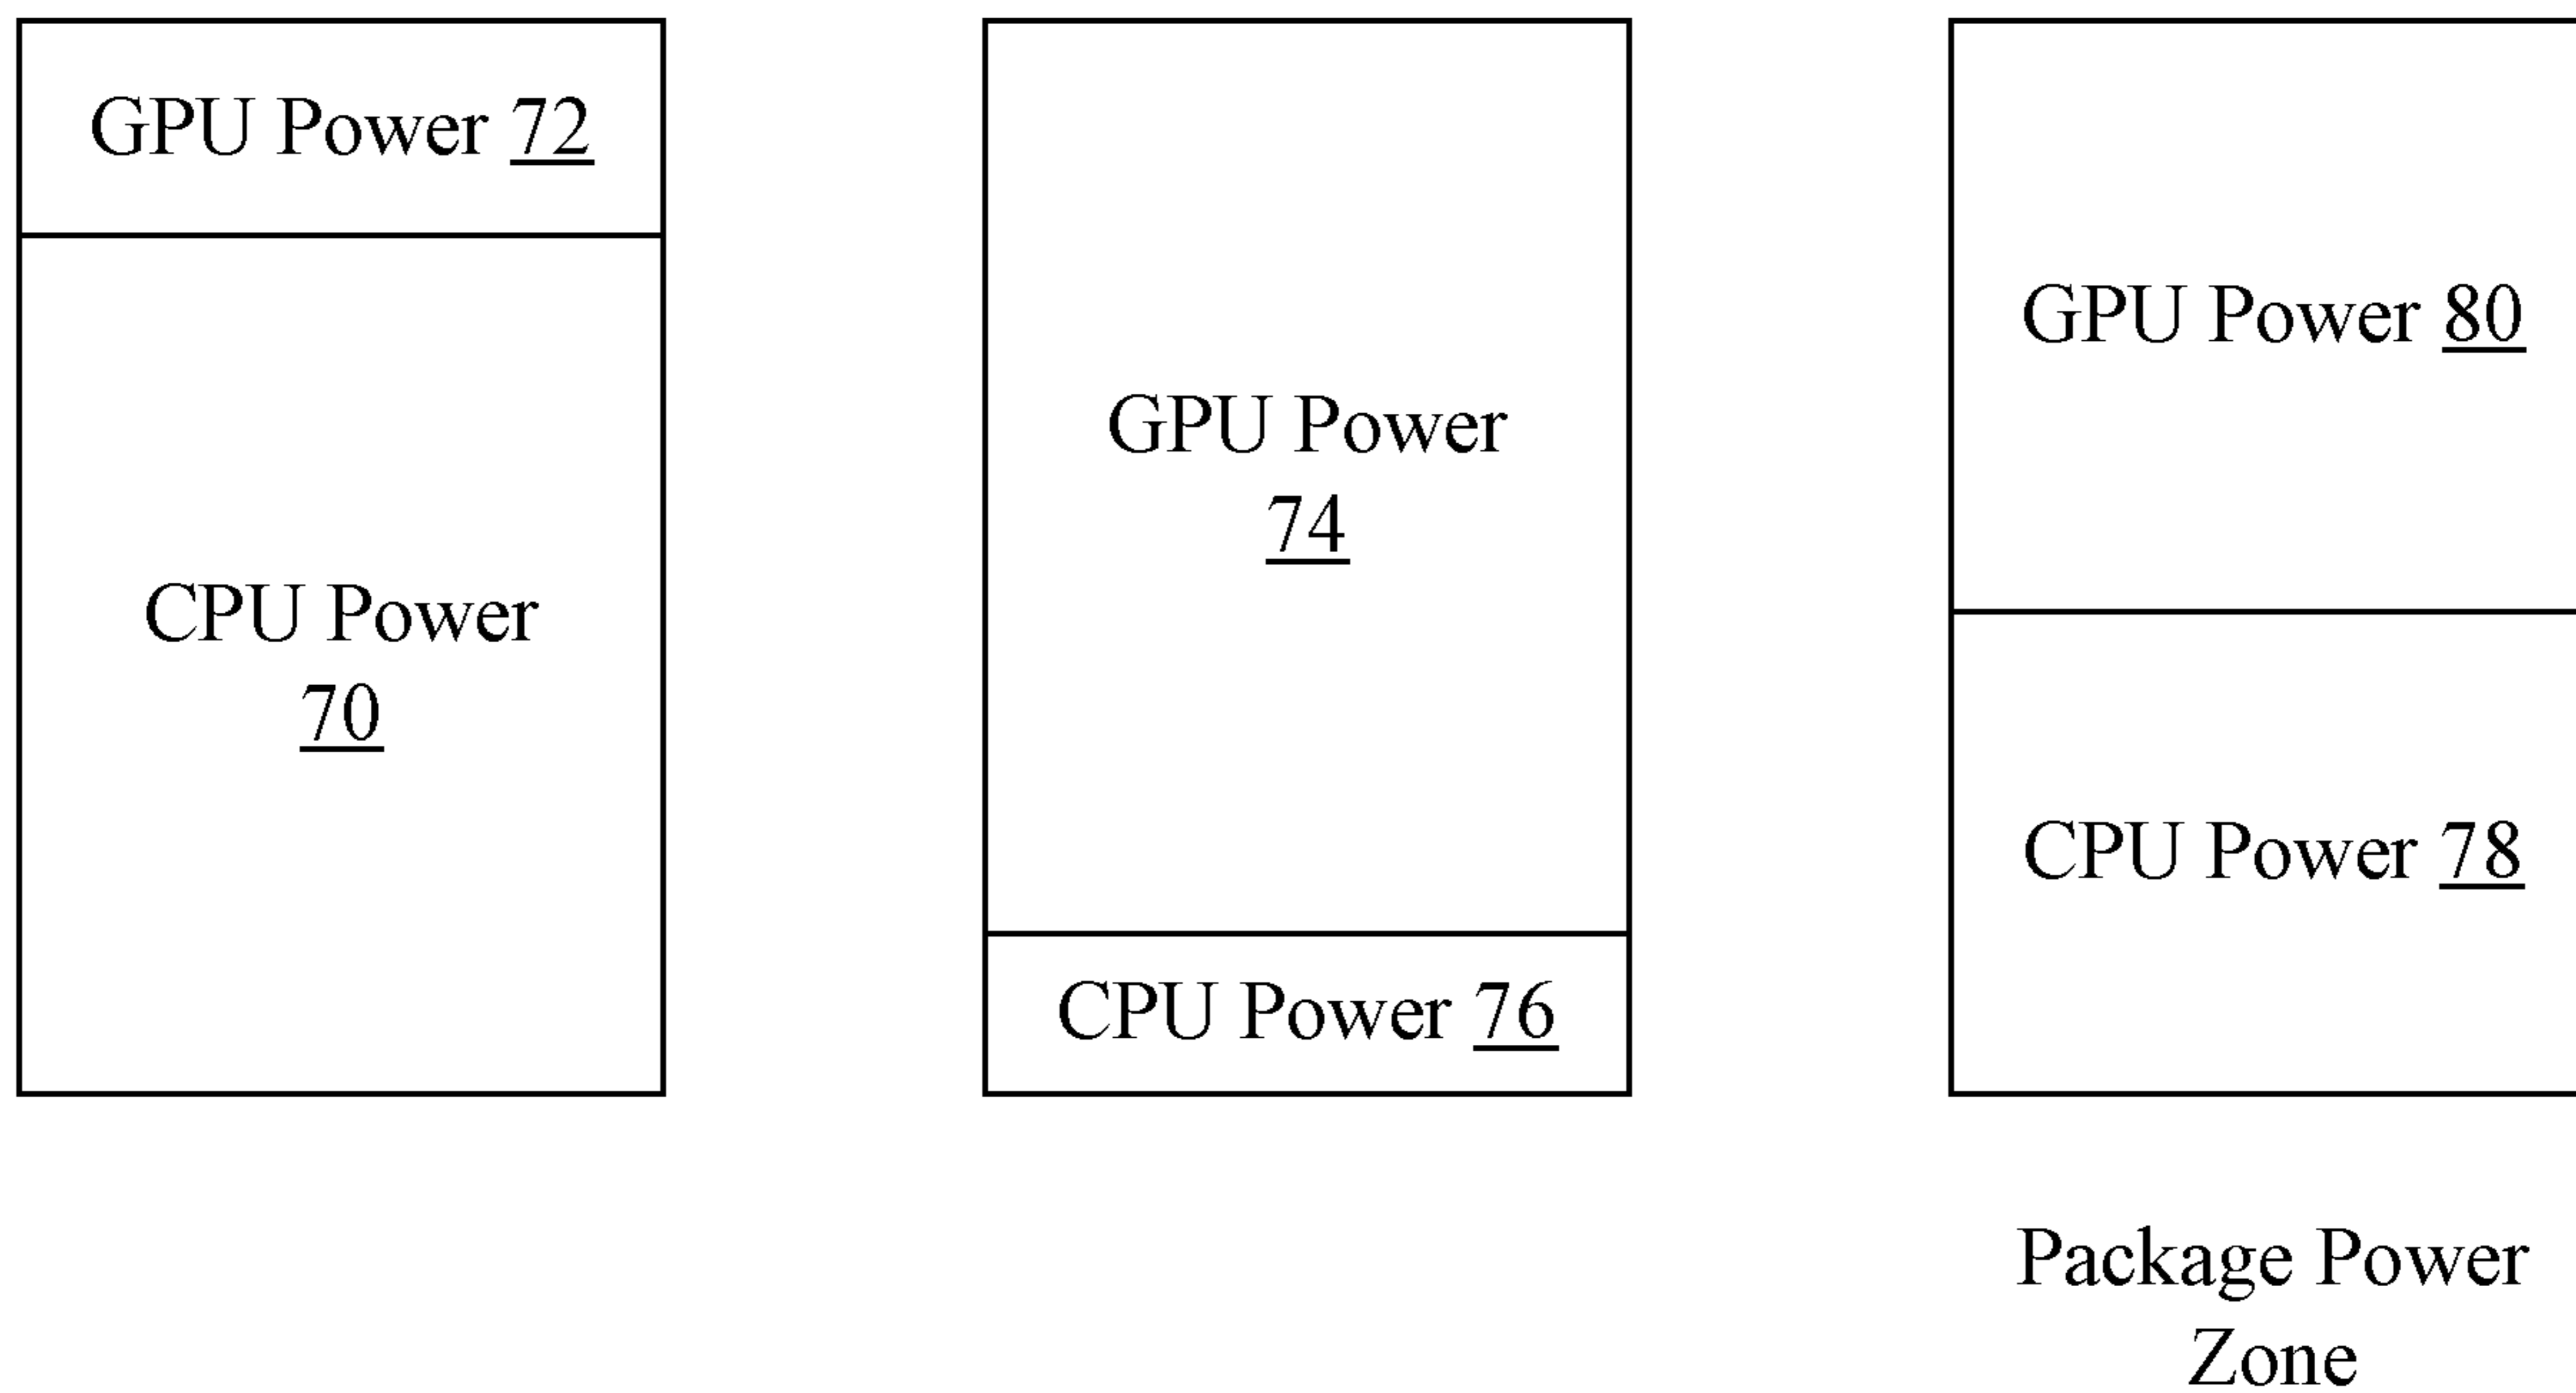 GPU Power 72
CPU Power
70
GPU Power
74
CPU Power 76
GPU Power 80
CPU Power 78
Package Power
Zone